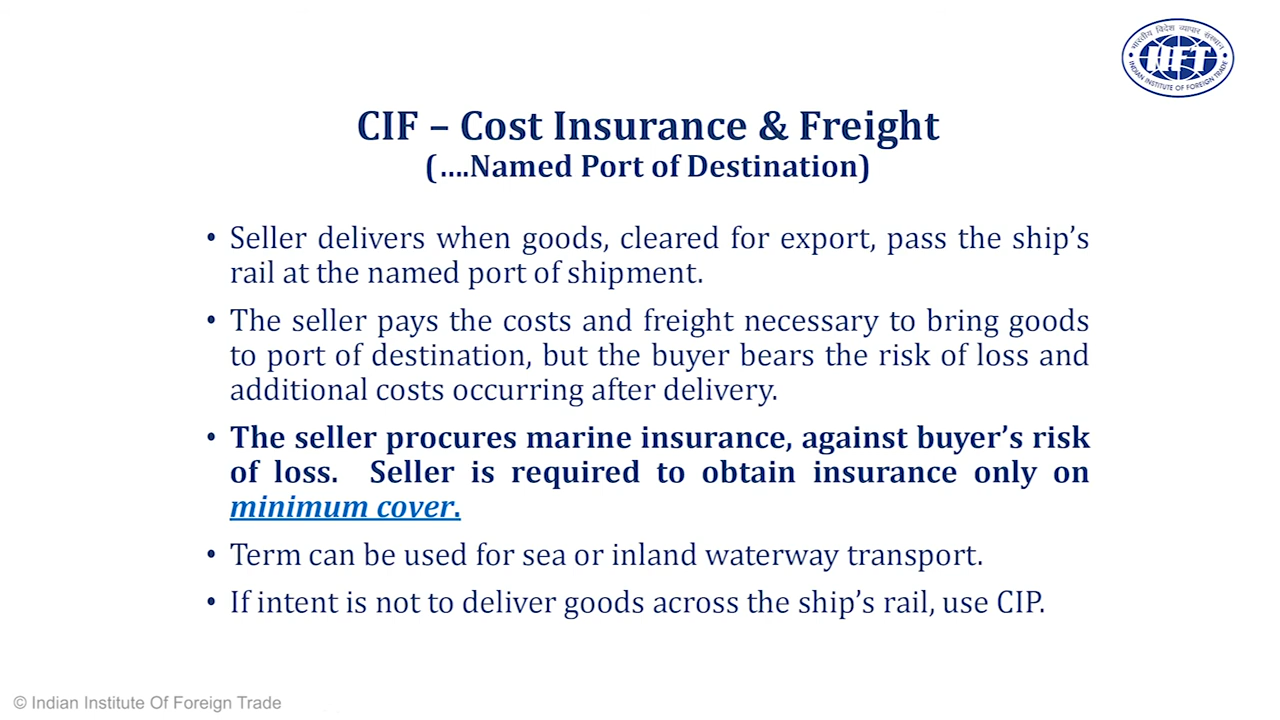 भारतीय विदेश व्यापार संस्थान
IIFT
INDIAN INSTITUTE OF FOREIGN TRADE
CIF – Cost Insurance & Freight
(....Named Port of Destination)
• Seller delivers when goods, cleared for export, pass the ship’s
rail at the named port of shipment.
• The seller pays the costs and freight necessary to bring goods
to port of destination, but the buyer bears the risk of loss and
additional costs occurring after delivery.
• The seller procures marine insurance, against buyer’s risk
of loss. Seller is required to obtain insurance only on
minimum cover.
• Term can be used for sea or inland waterway transport.
• If intent is not to deliver goods across the ship’s rail, use CIP.
© Indian Institute Of Foreign Trade